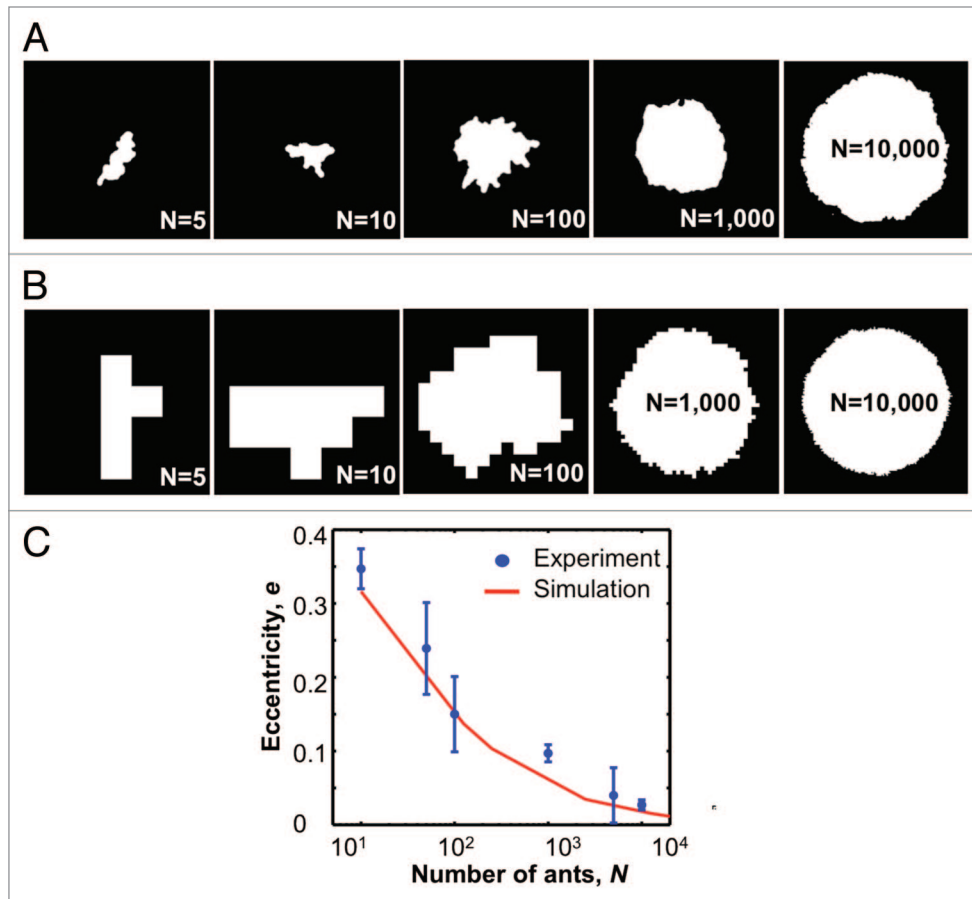 A
N=5
N=10
N=100
N=1,000
N=10,000
B
N=5
N=10
N=100
N=1,000
N=10,000
C
0.4
0.3
0.2
0.1
0
Eccentricity, e
Experiment
Simulation
10¹
10²
10³
10⁴
Number of ants, N